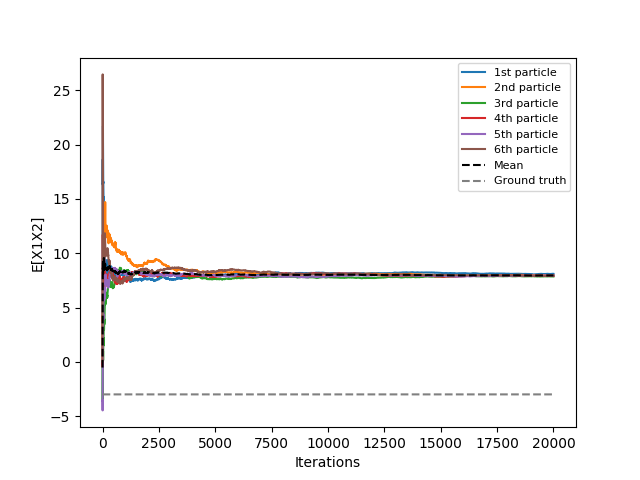 25
20
15
10
5
0
−5
E[X1X2]
0 2500 5000 7500 10000 12500 15000 17500 20000
Iterations
1st particle
2nd particle
3rd particle
4th particle
5th particle
6th particle
Mean
Ground truth